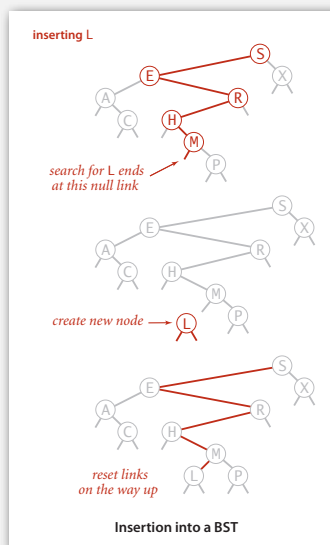 inserting L
S
E
X
A
R
C
H
M
P
search for L ends
at this null link
S
E
X
A
R
C
H
M
P
create new node
L
S
E
X
A
R
C
H
M
L
P
reset links
on the way up
Insertion into a BST